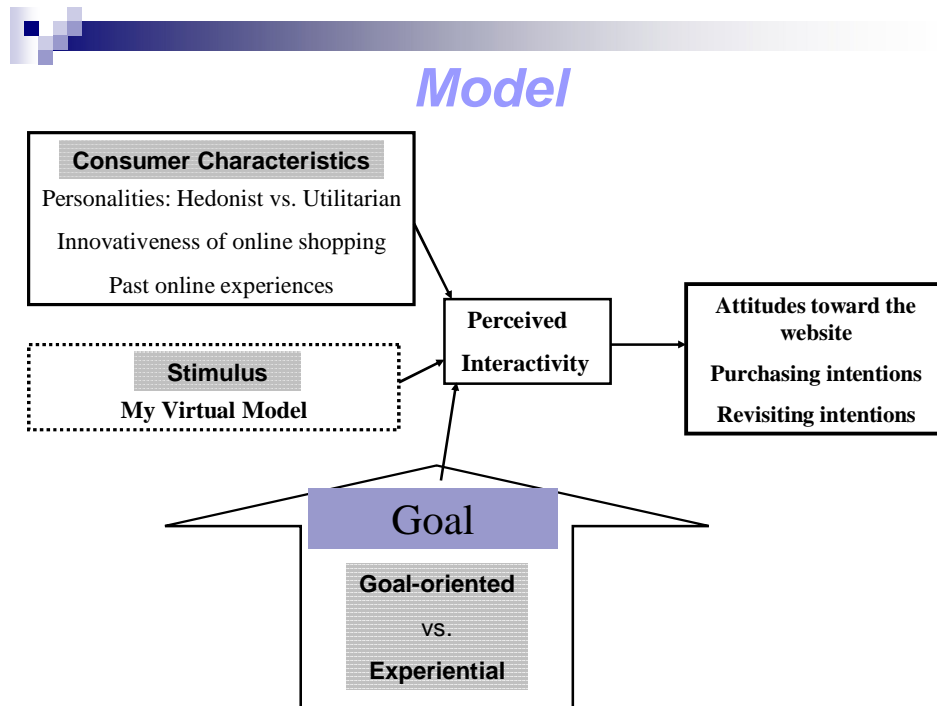 Model
Consumer Characteristics
Personalities: Hedonist vs. Utilitarian
Innovativeness of online shopping
Past online experiences
Stimulus
My Virtual Model
Perceived
Interactivity
Attitudes toward the
website
Purchasing intentions
Revisiting intentions
Goal
Goal-oriented
vs.
Experiential